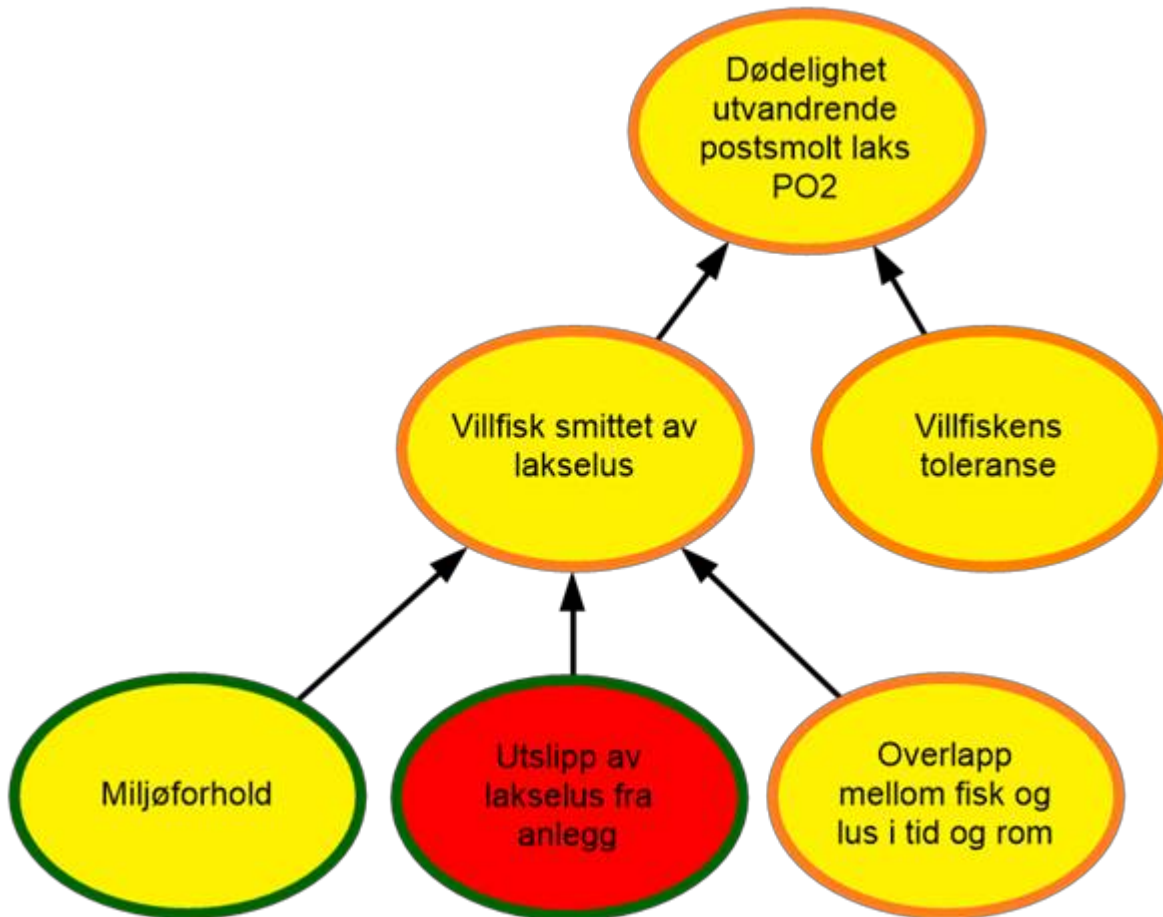 Dødelighet
utvandrende
postsmolt laks
PO2
Villfisk smittet av
lakselus
Villfiskens
toleranse
Miljøforhold
Utslipp av
lakselus fra
anlegg
Overlapp
mellom fisk og
lus i tid og rom